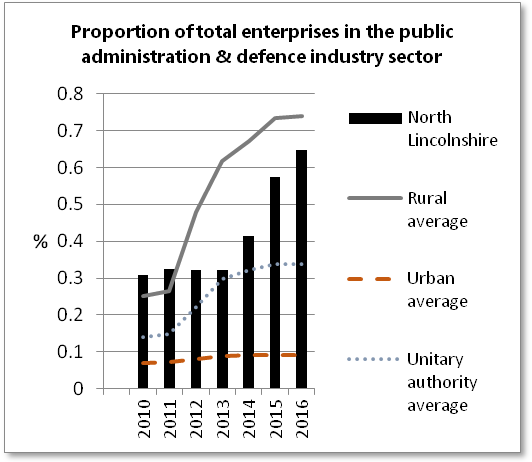 Proportion of total enterprises in the public
administration & defence industry sector
0.8
0.7
0.6
0.5
0.4
0.3
0.2
0.1
0
%
2010
2011
2012
2013
2014
2015
2016
North
Lincolnshire
Rural
average
Urban
average
Unitary
authority
average